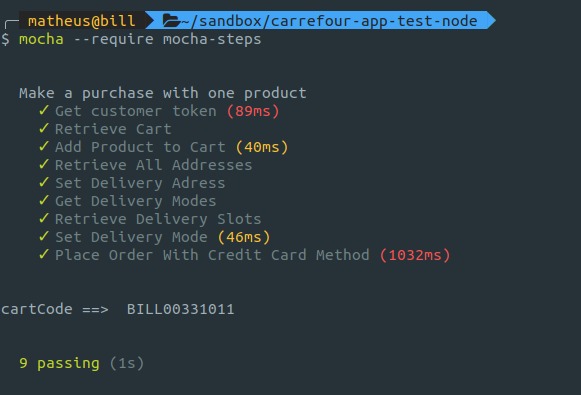 matheus@bill ~/sandbox/carrefour-app-test-node
$ mocha --require mocha-steps
Make a purchase with one product
✓ Get customer token (89ms)
✓ Retrieve Cart
✓ Add Product to Cart (40ms)
✓ Retrieve All Addresses
✓ Set Delivery Adress
✓ Get Delivery Modes
✓ Retrieve Delivery Slots
✓ Set Delivery Mode (46ms)
✓ Place Order With Credit Card Method (1032ms)
cartCode ==> BILL00331011
9 passing (1s)